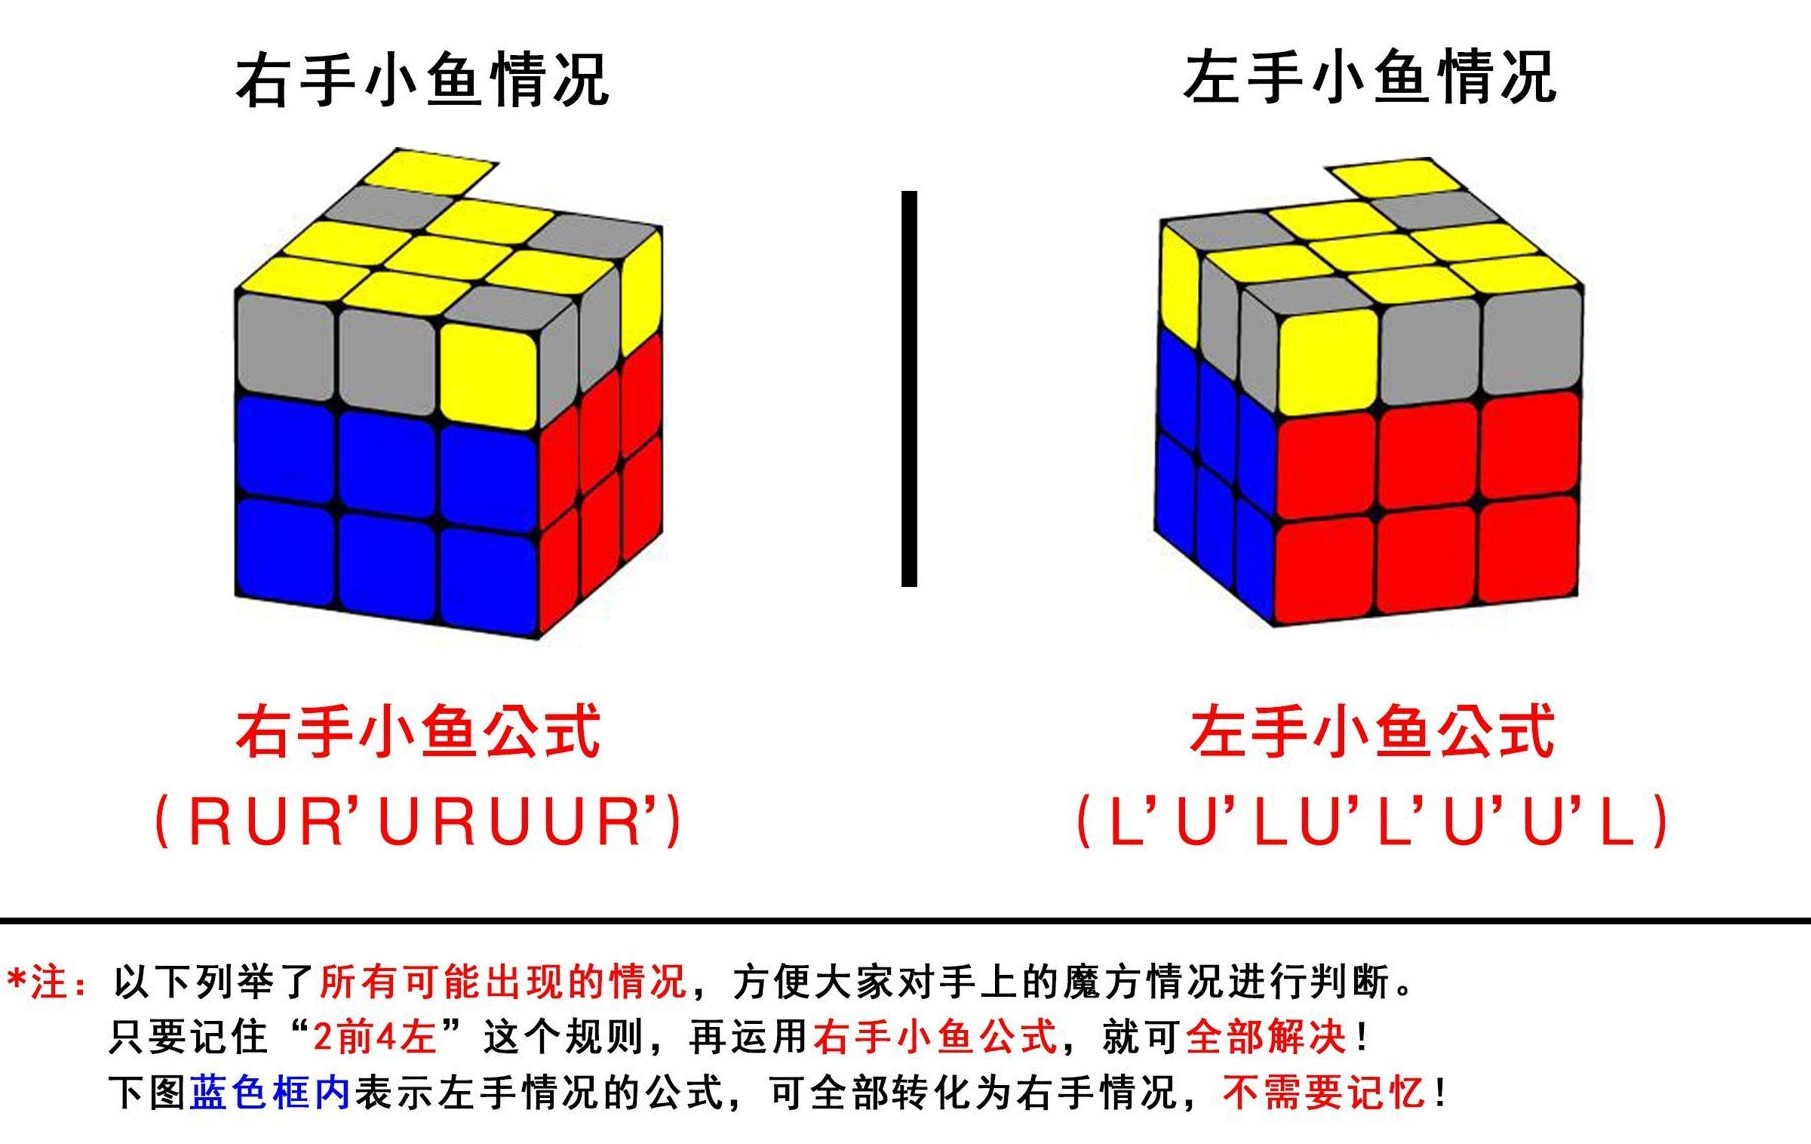 右手小鱼情况
左手小鱼情况
右手小鱼公式
(RUR’URUUR’)
左手小鱼公式
(L’U’LU’L’U’U’L)
*注：以下列举了所有可能出现的情况，方便大家对手上的魔方情况进行判断。
只要记住“2前4左”这个规则，再运用右手小鱼公式，就可全部解决！
下图蓝色框内表示左手情况的公式，可全部转化为右手情况，不需要记忆！